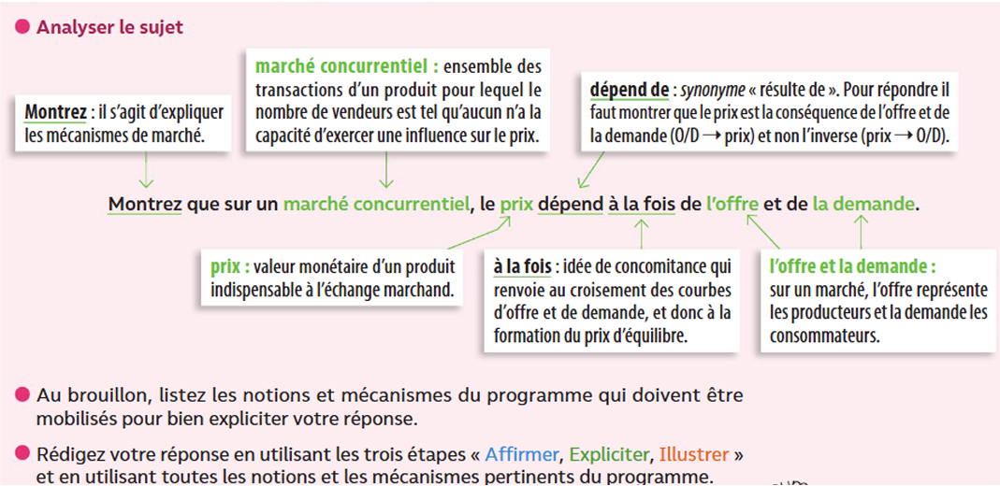 ● Analyser le sujet
marché concurrentiel : ensemble des
transactions d'un produit pour lequel le
nombre de vendeurs est tel qu'aucun n'a la
capacité d'exercer une influence sur le prix.
dépend de : synonyme « résulte de ». Pour répondre il
faut montrer que le prix est la conséquence de l'offre et de
la demande (O/D → prix) et non l'inverse (prix → O/D).
Montrez : il s'agit d'expliquer
les mécanismes de marché.
Montrez que sur un marché concurrentiel, le prix dépend à la fois de l'offre et de la demande.
prix : valeur monétaire d'un produit
indispensable à l'échange marchand.
à la fois : idée de concomitance qui
renvoie au croisement des courbes
d'offre et de demande, et donc à la
formation du prix d'équilibre.
l'offre et la demande :
sur un marché, l'offre représente
les producteurs et la demande les
consommateurs.
● Au brouillon, listez les notions et mécanismes du programme qui doivent être
mobilisés pour bien expliciter votre réponse.
● Rédigez votre réponse en utilisant les trois étapes « Affirmer, Expliciter, Illustrer »
et en utilisant toutes les notions et les mécanismes pertinents du programme.